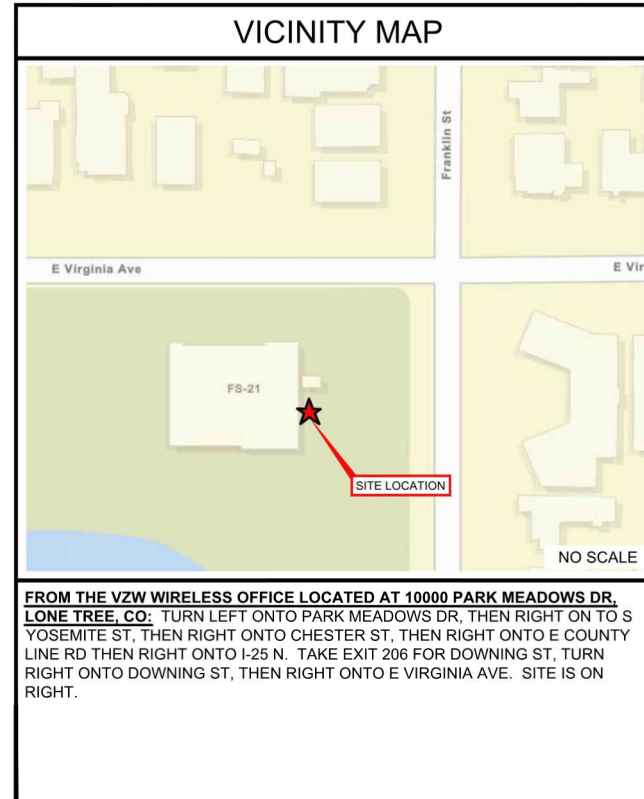 VICINITY MAP
Franklin St
E Virginia Ave
E Vir
FS-21
SITE LOCATION
NO SCALE
FROM THE VZW WIRELESS OFFICE LOCATED AT 10000 PARK MEADOWS DR,
LONE TREE, CO: TURN LEFT ONTO PARK MEADOWS DR, THEN RIGHT ON TO S
YOSEMITE ST, THEN RIGHT ONTO CHESTER ST, THEN RIGHT ONTO E COUNTY
LINE RD THEN RIGHT ONTO I-25 N. TAKE EXIT 206 FOR DOWNING ST, TURN
RIGHT ONTO DOWNING ST, THEN RIGHT ONTO E VIRGINIA AVE. SITE IS ON
RIGHT.